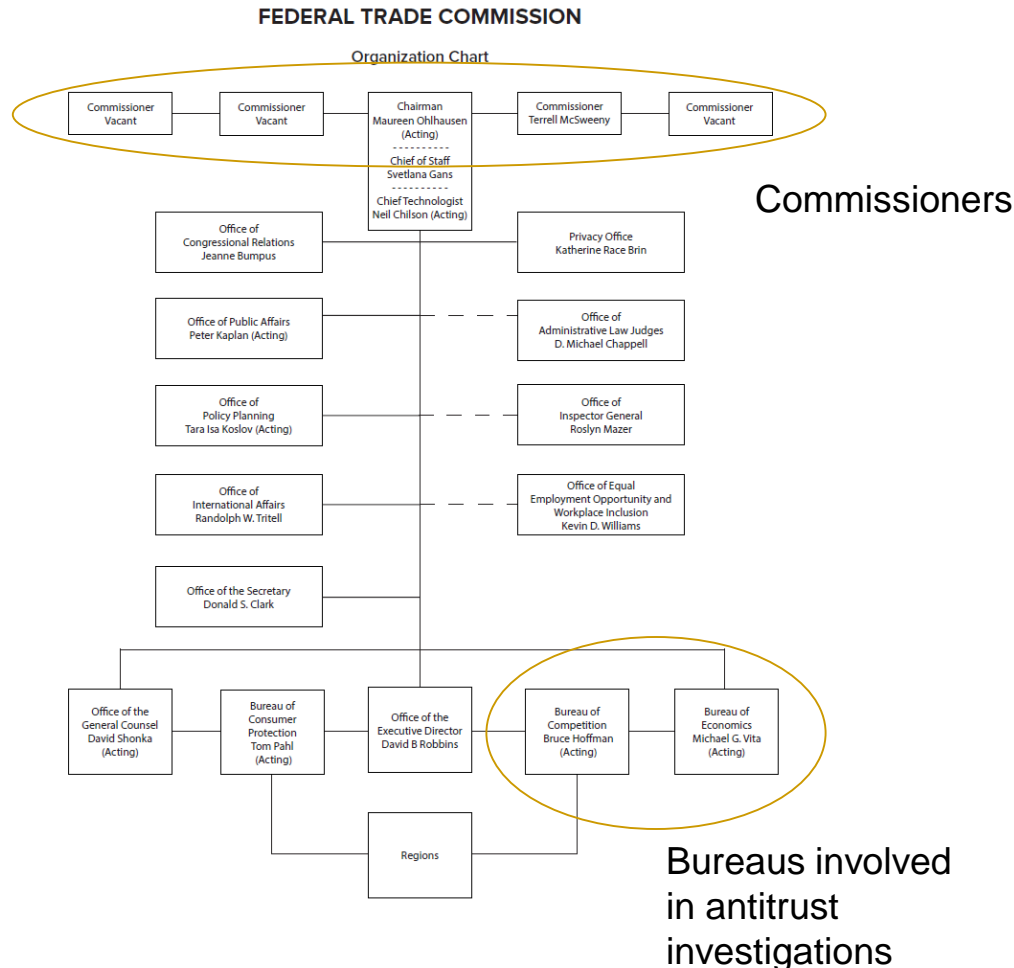 FEDERAL TRADE COMMISSION
Organization Chart
Commissioner
Vacant
Commissioner
Vacant
Chairman
Maureen Ohlhausen
(Acting)
----------
Chief of Staff
Svetlana Gans
----------
Chief Technologist
Neil Chilson (Acting)
Commissioner
Terrell McSweeny
Commissioner
Vacant
Commissioners
Office of
Congressional Relations
Jeanne Bumpus
Privacy Office
Katherine Race Brin
Office of Public Affairs
Peter Kaplan (Acting)
Office of
Administrative Law Judges
D. Michael Chappell
Office of
Policy Planning
Tara Isa Koslov (Acting)
Office of
Inspector General
Roslyn Mazer
Office of
International Affairs
Randolph W. Tritell
Office of Equal
Employment Opportunity and
Workplace Inclusion
Kevin D. Williams
Office of the Secretary
Donald S. Clark
Office of the
General Counsel
David Shonka
(Acting)
Bureau of
Consumer
Protection
Tom Pahl
(Acting)
Office of the
Executive Director
David B Robbins
Bureau of
Competition
Bruce Hoffman
(Acting)
Bureau of
Economics
Michael G. Vita
(Acting)
Regions
Bureaus involved
in antitrust
investigations